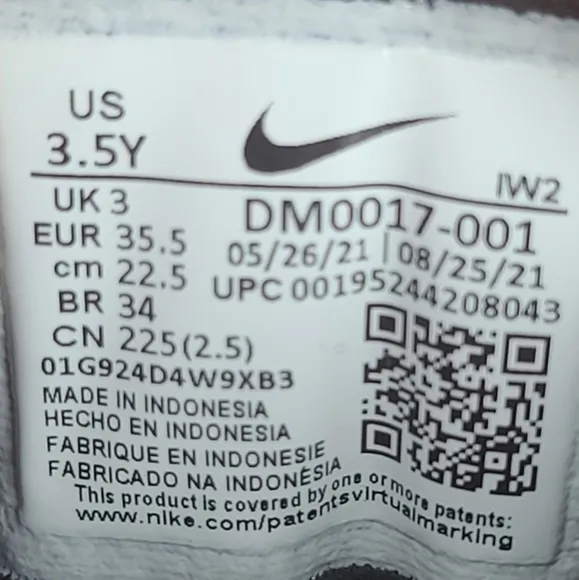 US
3.5Y
IW2
UK 3
EUR 35.5
cm 22.5
BR 34
CN 225(2.5)
DM0017-001
05/26/21 | 08/25/21
UPC 00195244208043
01G924D4W9XB3
MADE IN INDONESIA
HECHO EN INDONESIA
FABRIQUE EN INDONESIE
FABRICADO NA INDONÉSIA
This product is covered by one or more patents:
www.nike.com/patentsvirtualmarking